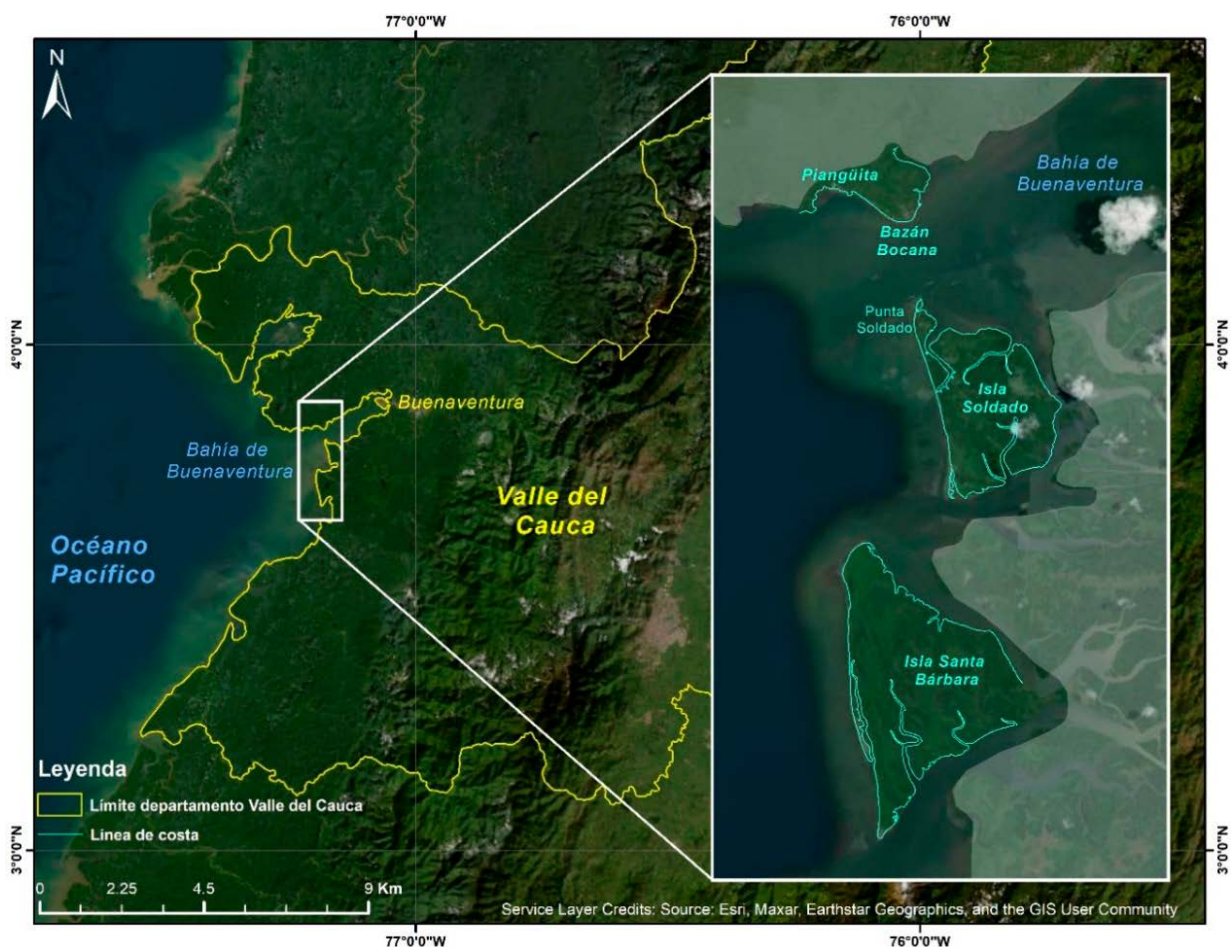 77°0'0"W
76°0'0"W
N
Piangüita
Bahía de
Buenaventura
Bazán
Bocana
Punta
Soldado
4°0'0"N
4°0'0"N
Isla
Soldado
Buenaventura
Bahía de
Buenaventura
Valle del
Cauca
Océano
Pacífico
Isla Santa
Bárbara
Leyenda
Límite departamento Valle del Cauca
Línea de costa
3°0'0"N
3°0'0"N
0 2.25 4.5 9 Km
Service Layer Credits: Source: Esri, Maxar, Earthstar Geographics, and the GIS User Community
77°0'0"W
76°0'0"W